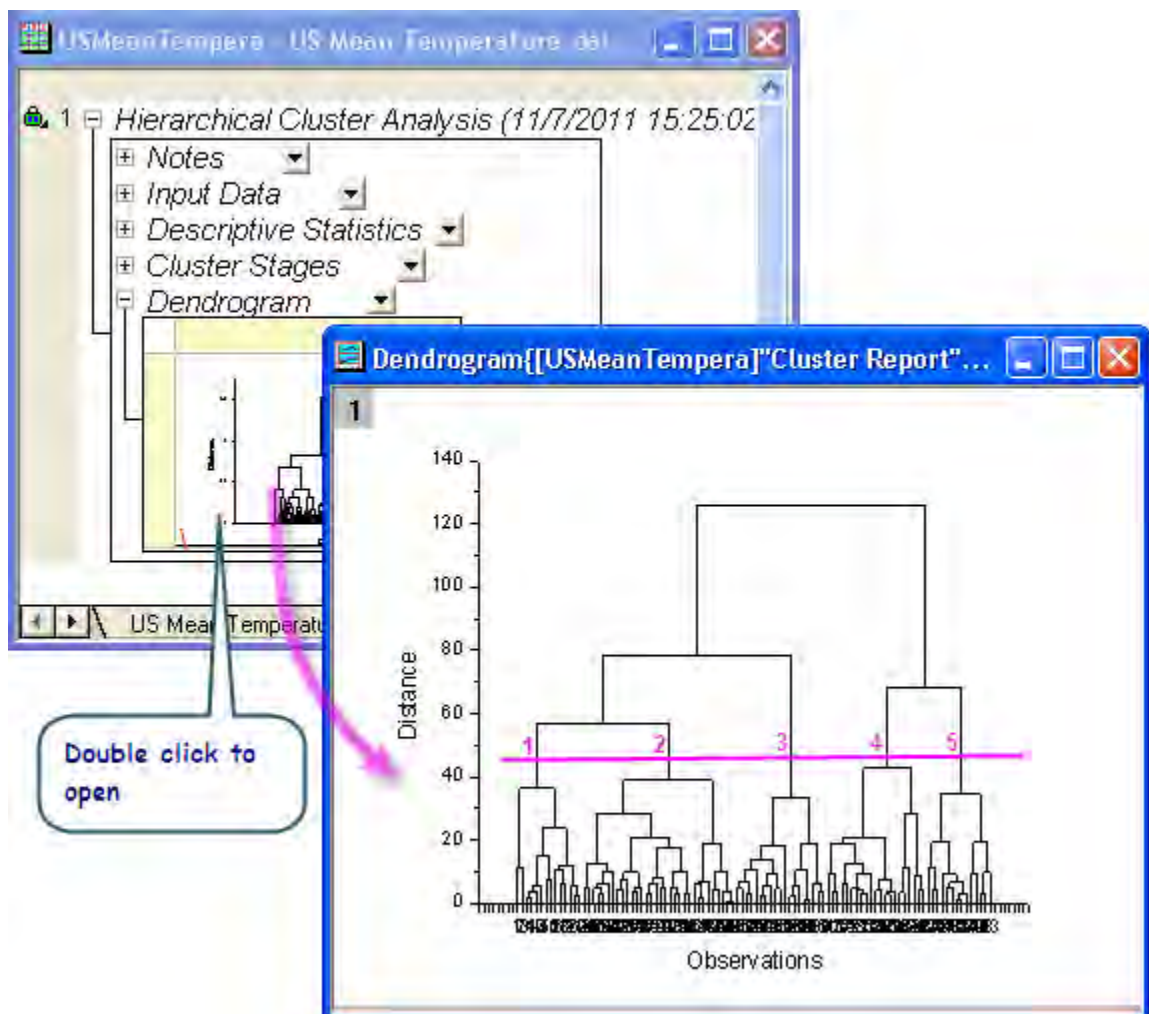 USMeanTempera - US Mean Temperature.dat
1
Hierarchical Cluster Analysis (11/7/2011 15:25:02
Notes
Input Data
Descriptive Statistics
Cluster Stages
Dendrogram
US Mean Temperatu
Double click to
open
Dendrogram{[USMeanTempera]"Cluster Report"...
1
140
120
100
80
60
40
20
0
Distance
1 2 3 4 5
Observations